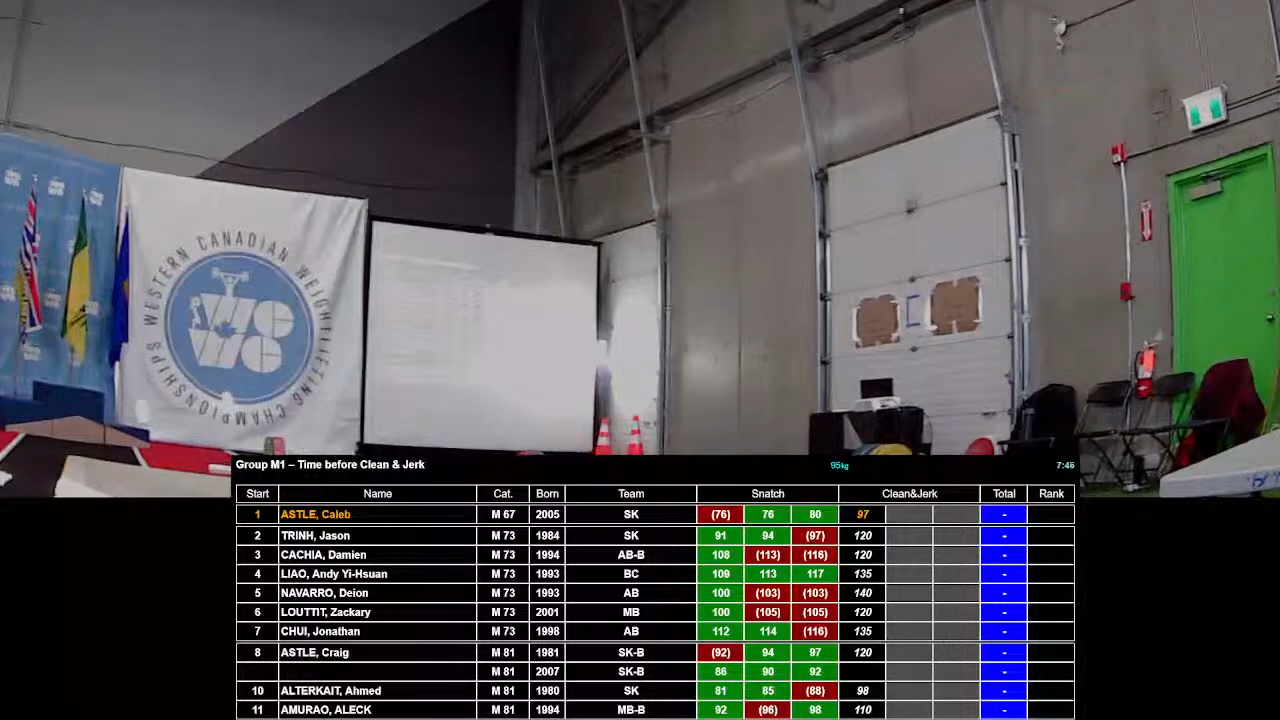 WESTERN CANADIAN WEIGHTLIFTING CHAMPIONSHIPS
WC
WC
Group M1 – Time before Clean & Jerk 95kg 7:46
Start Name Cat. Born Team Snatch Clean&Jerk Total Rank
1 ASTLE, Caleb M 67 2005 SK (76) 76 80 97 -
2 TRINH, Jason M 73 1984 SK 91 94 (97) 120 -
3 CACHIA, Damien M 73 1994 AB-B 108 (113) (116) 120 -
4 LIAO, Andy Yi-Hsuan M 73 1993 BC 109 113 117 135 -
5 NAVARRO, Deion M 73 1993 AB 100 (103) (103) 140 -
6 LOUTTIT, Zackary M 73 2001 MB 100 (105) (105) 120 -
7 CHUI, Jonathan M 73 1998 AB 112 114 (116) 135 -
8 ASTLE, Craig M 81 1981 SK-B (92) 94 97 120 -
M 81 2007 SK-B 86 90 92 -
10 ALTERKAIT, Ahmed M 81 1980 SK 81 85 (88) 98 -
11 AMURAO, ALECK M 81 1994 MB-B 92 (96) 98 110 -